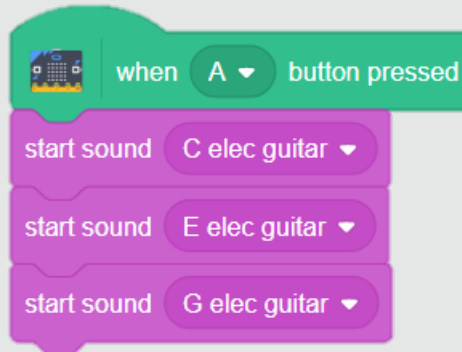 when A button pressed
start sound C elec guitar
start sound E elec guitar
start sound G elec guitar